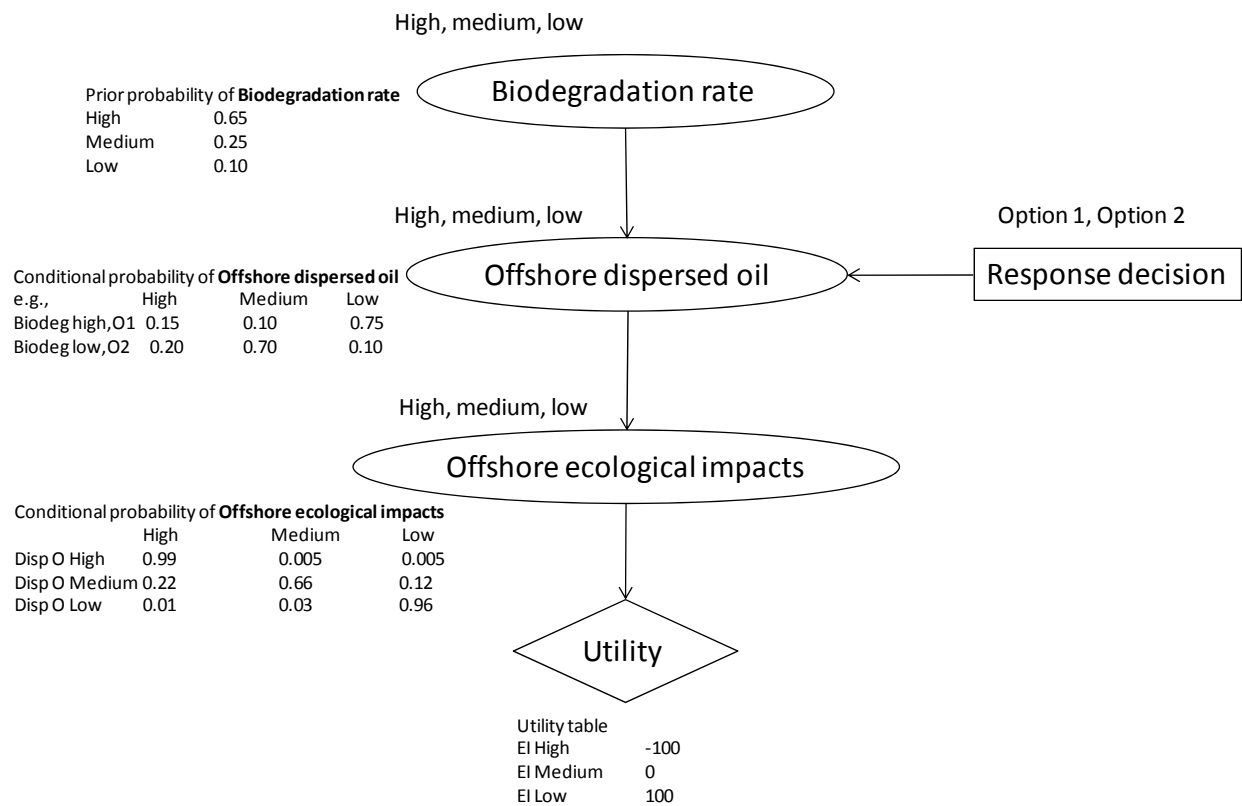 High, medium, low
Biodegradation rate
Prior probability of Biodegradation rate
High 0.65
Medium 0.25
Low 0.10
High, medium, low
Option 1, Option 2
Offshore dispersed oil
Response decision
Conditional probability of Offshore dispersed oil
e.g., High Medium Low
Biodeg high,O1 0.15 0.10 0.75
Biodeg low,O2 0.20 0.70 0.10
High, medium, low
Offshore ecological impacts
Conditional probability of Offshore ecological impacts
High Medium Low
Disp O High 0.99 0.005 0.005
Disp O Medium 0.22 0.66 0.12
Disp O Low 0.01 0.03 0.96
Utility
Utility table
EI High -100
EI Medium 0
EI Low 100